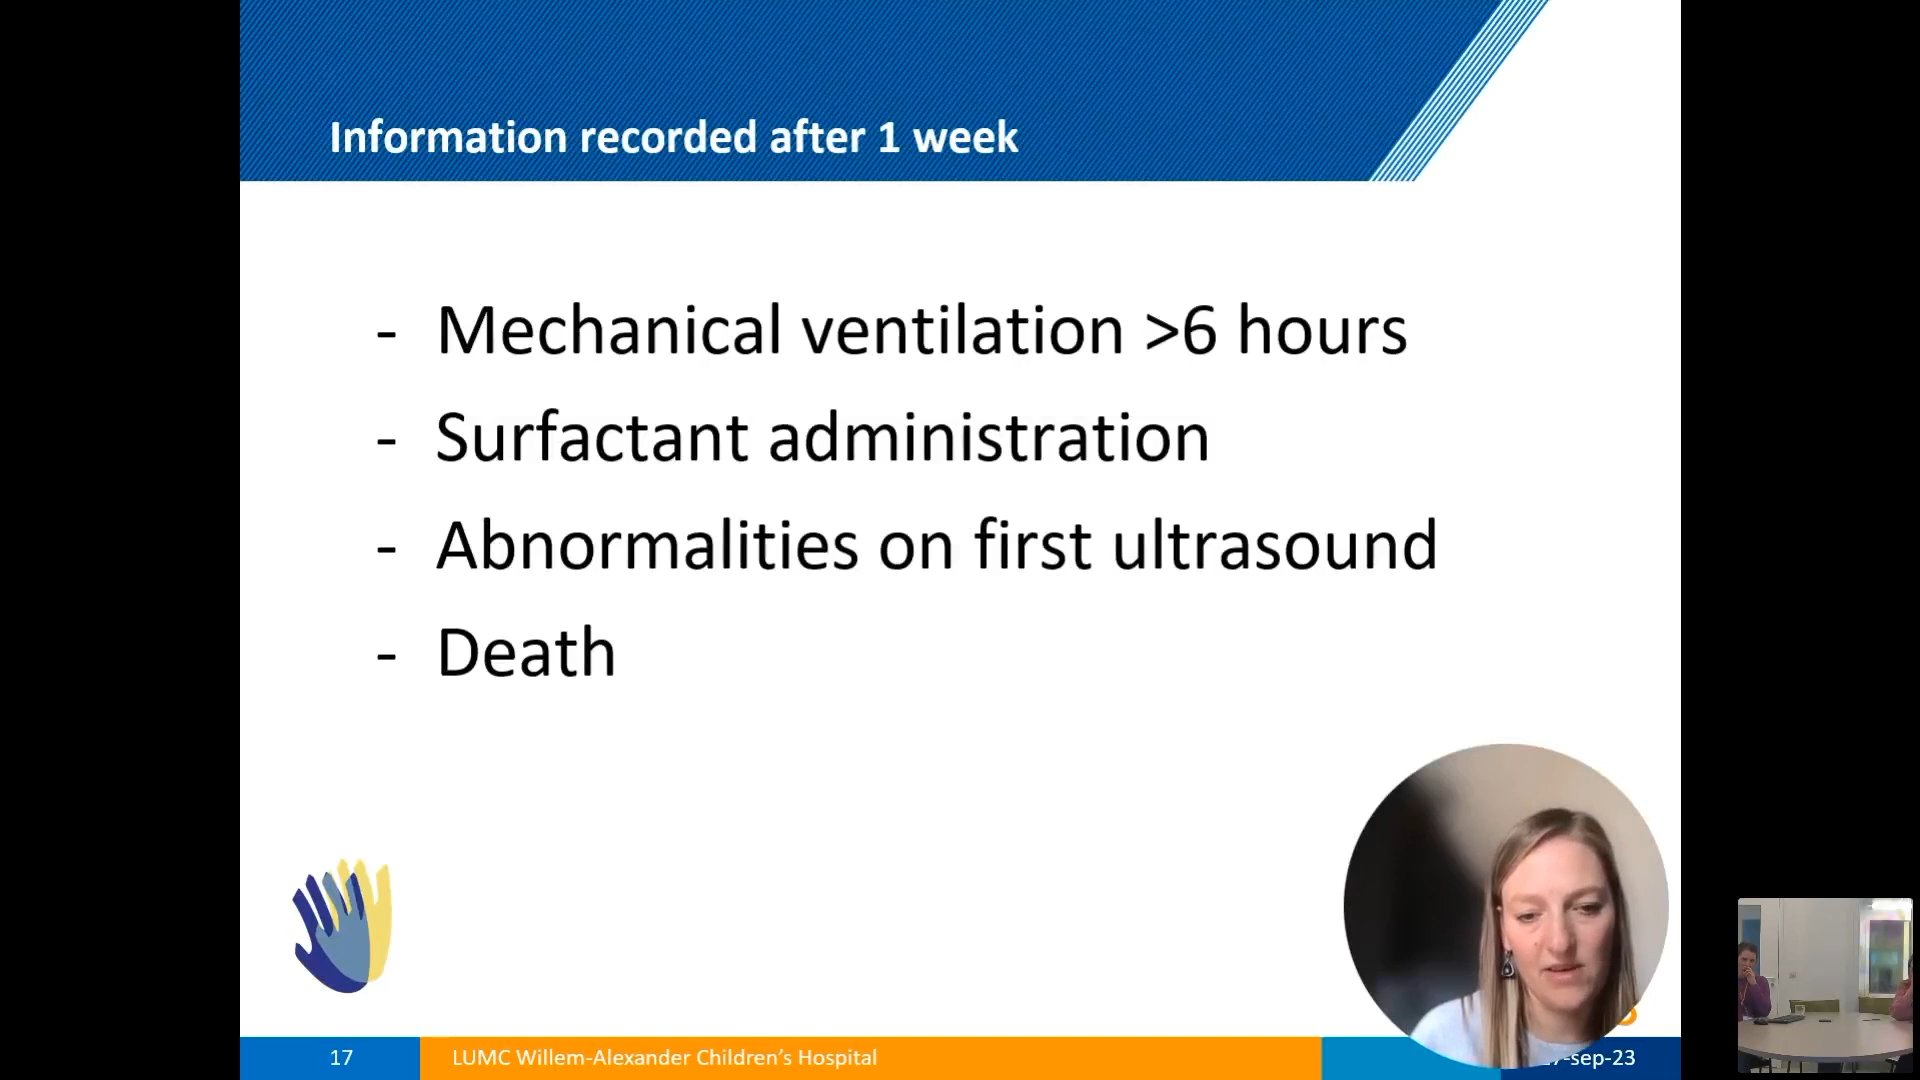 Information recorded after 1 week
- Mechanical ventilation >6 hours
- Surfactant administration
- Abnormalities on first ultrasound
- Death
17
LUMC Willem-Alexander Children's Hospital
-sep-23